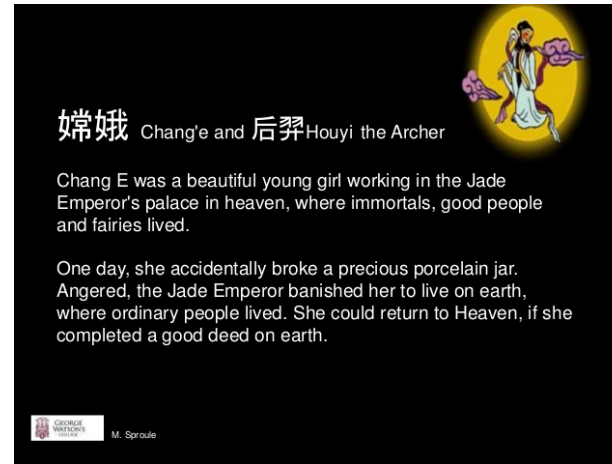 嫦娥 Chang'e and 后羿Houyi the Archer
Chang E was a beautiful young girl working in the Jade
Emperor's palace in heaven, where immortals, good people
and fairies lived.
One day, she accidentally broke a precious porcelain jar.
Angered, the Jade Emperor banished her to live on earth,
where ordinary people lived. She could return to Heaven, if she
completed a good deed on earth.
GEORGE
WATSON'S
COLLEGE
M. Sproule